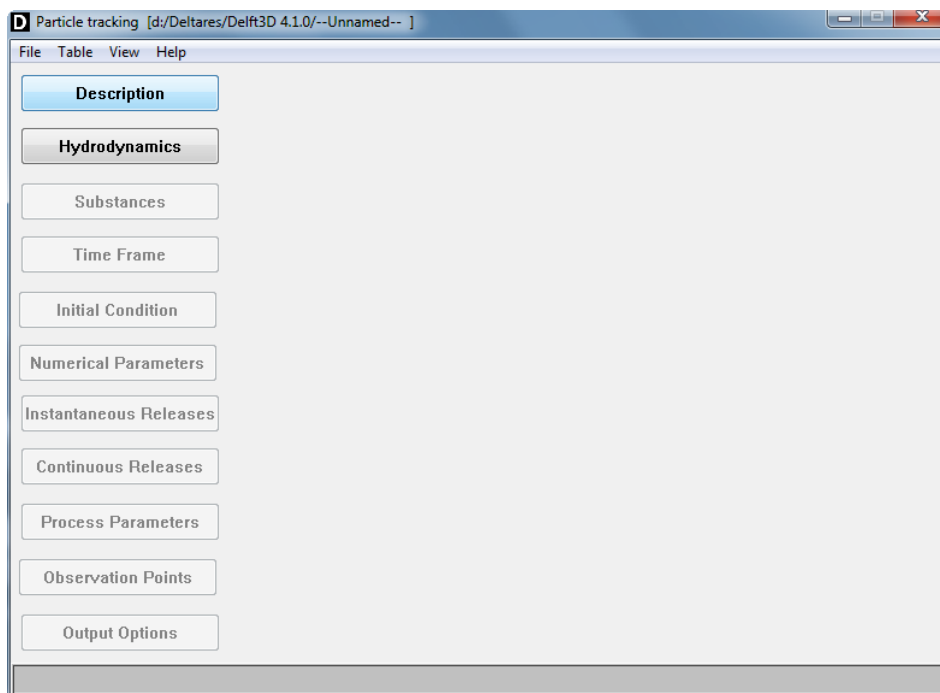 D Particle tracking [d:/Deltares/Delft3D 4.1.0/--Unnamed-- ]
File Table View Help
Description
Hydrodynamics
Substances
Time Frame
Initial Condition
Numerical Parameters
Instantaneous Releases
Continuous Releases
Process Parameters
Observation Points
Output Options